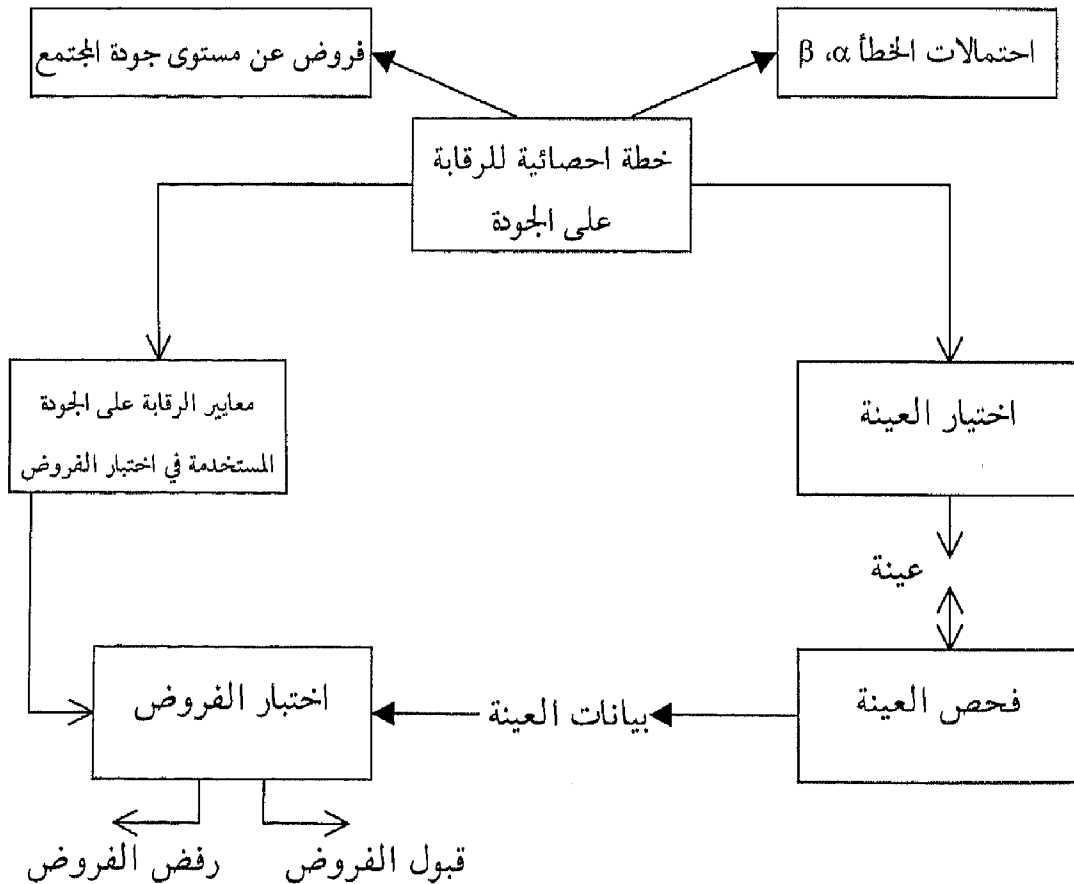 احتمالات الخطأ α، β
فروض عن مستوى جودة المجتمع
خطة احصائية للرقابة
على الجودة
اختيار العينة
معايير الرقابة على الجودة
المستخدمة في اختبار الفروض
عينة
فحص العينة
بيانات العينة
اختبار الفروض
قبول الفروض
رفض الفروض